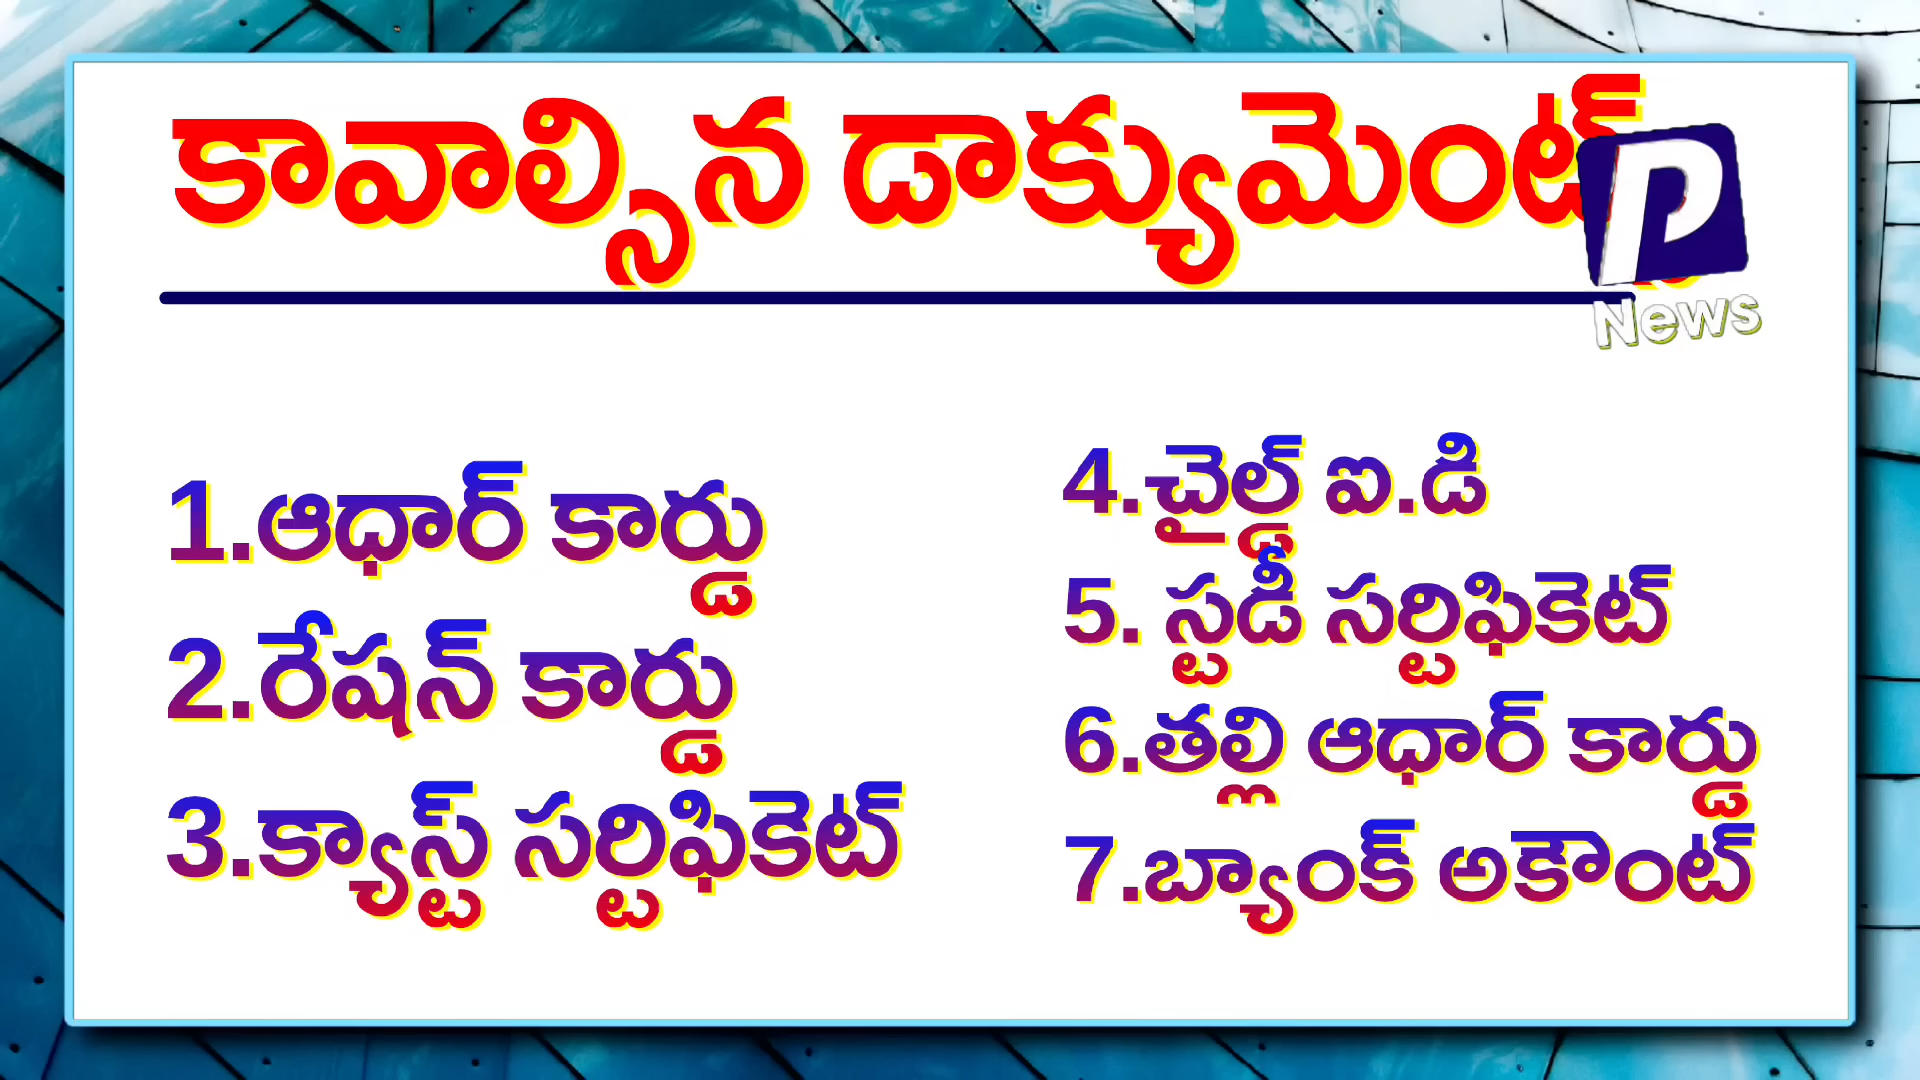 కావాల్సిన డాక్యుమెంట్స్
P
News
1.ఆధార్ కార్డు
2.రేషన్ కార్డు
3.క్యాస్ట్ సర్టిఫికెట్
4.చైల్డ్ ఐ.డి
5. స్టడీ సర్టిఫికెట్
6.తల్లి ఆధార్ కార్డు
7.బ్యాంక్ అకౌంట్